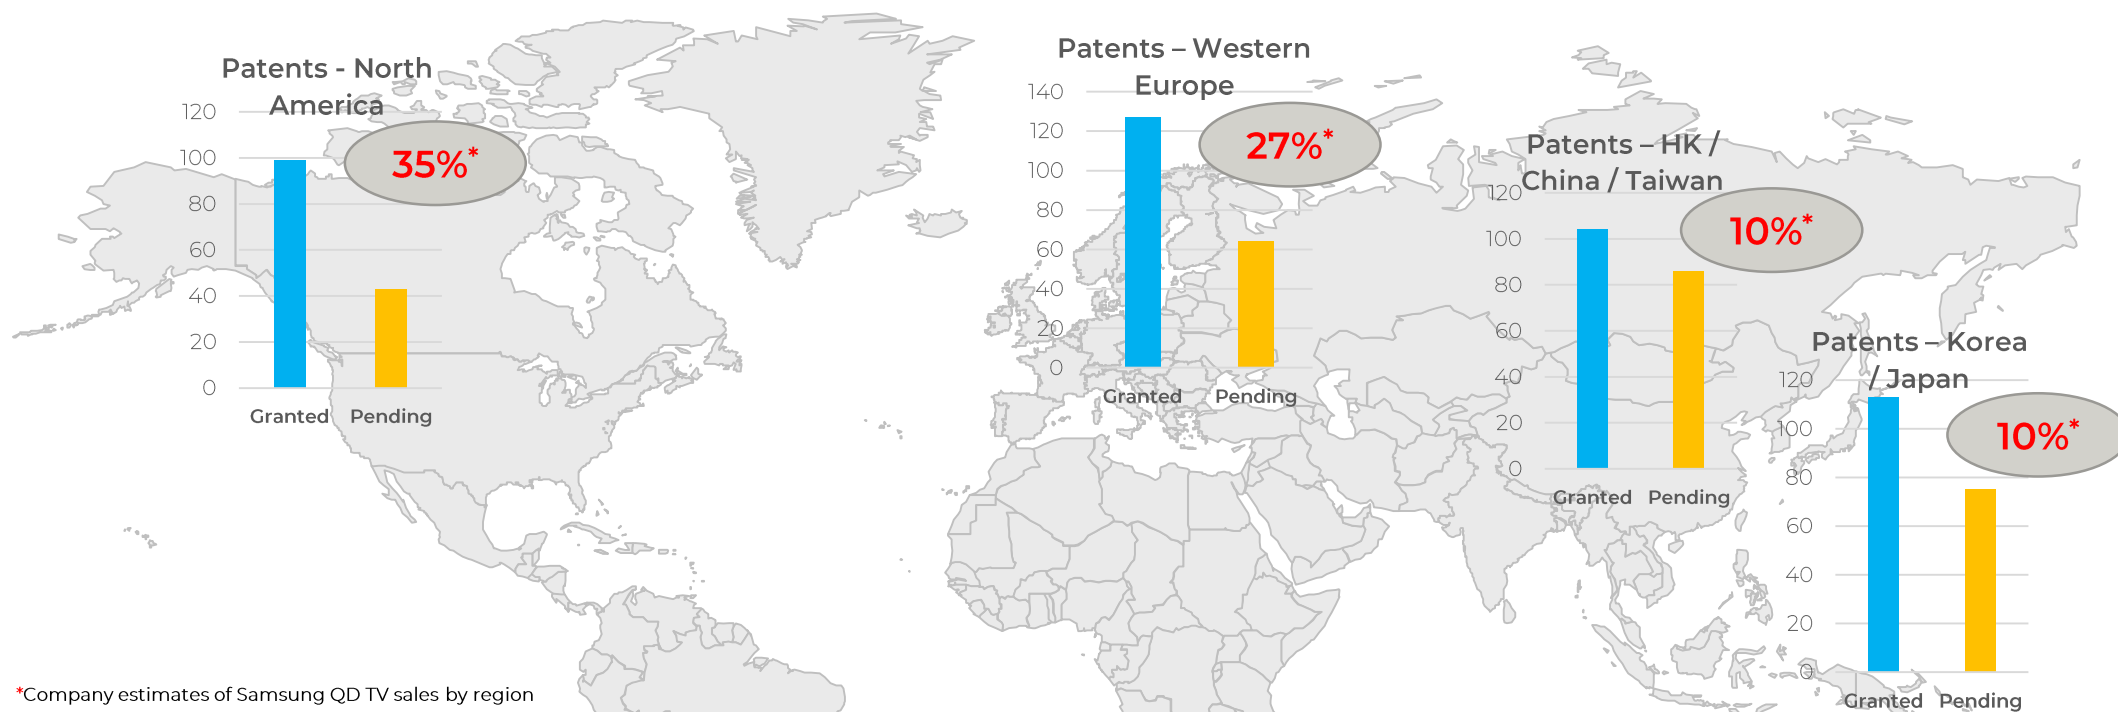 Patents - North
America
120
100
80
60
40
20
0
Granted Pending
35%*
Patents – Western
Europe
140
120
100
80
60
40
20
0
Granted Pending
27%*
Patents – HK /
China / Taiwan
120
100
80
60
40
20
0
Granted Pending
10%*
Patents – Korea
/ Japan
120
100
80
60
40
20
0
Granted Pending
10%*
*Company estimates of Samsung QD TV sales by region